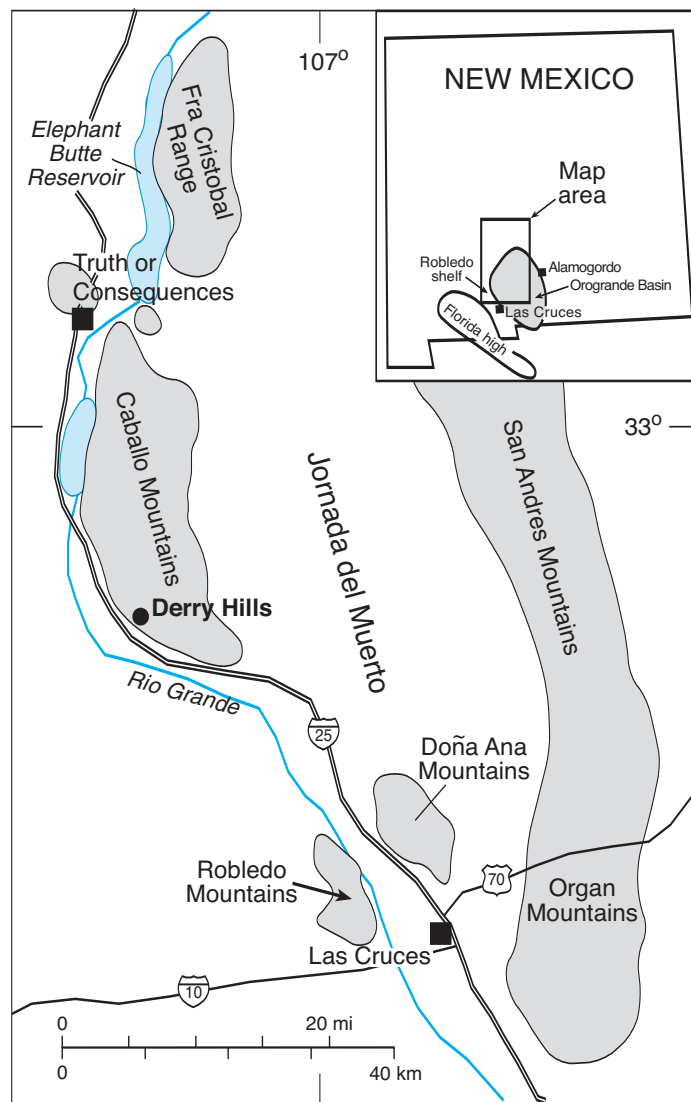 107o
NEW MEXICO
Fra Cristobal
Range
Elephant
Butte
Reservoir
Map
area
Robledo
shelf
Alamogordo
Orogrande Basin
Las Cruces
Florida high
Truth or
Consequences
33o
Caballo Mountains
Jornada del Muerto
San Andres Mountains
Derry Hills
Rio Grande
25
Doña Ana
Mountains
Robledo
Mountains
70
Organ
Mountains
Las Cruces
10
0 20 mi
0 40 km